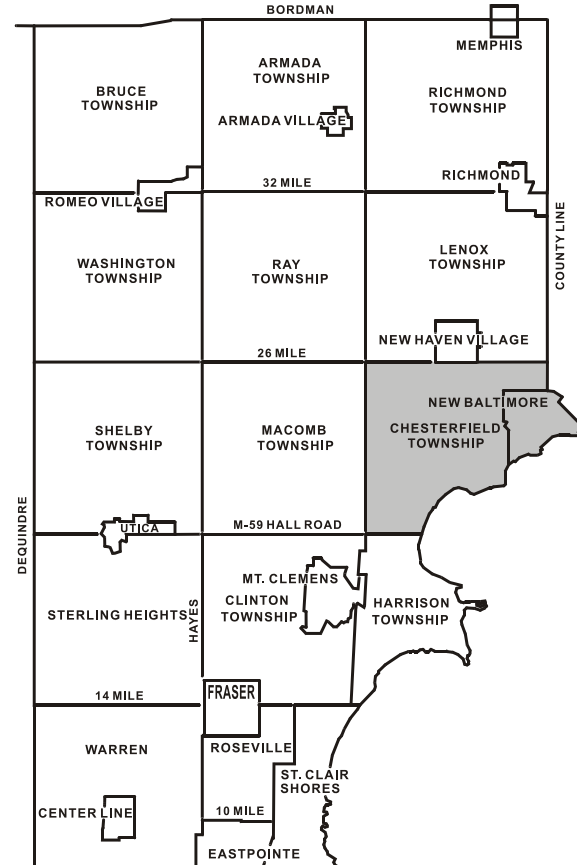 BORDMAN
MEMPHIS
ARMADA
TOWNSHIP
BRUCE
TOWNSHIP
RICHMOND
TOWNSHIP
ARMADA VILLAGE
RICHMOND
32 MILE
ROMEO VILLAGE
COUNTY LINE
WASHINGTON
TOWNSHIP
RAY
TOWNSHIP
LENOX
TOWNSHIP
NEW HAVEN VILLAGE
26 MILE
NEW BALTIMORE
SHELBY
TOWNSHIP
MACOMB
TOWNSHIP
CHESTERFIELD
TOWNSHIP
DEQUINDRE
UTICA
M-59 HALL ROAD
MT. CLEMENS
STERLING HEIGHTS
HAYES
CLINTON
TOWNSHIP
HARRISON
TOWNSHIP
14 MILE
FRASER
WARREN
ROSEVILLE
ST. CLAIR
SHORES
CENTER LINE
10 MILE
EASTPOINTE